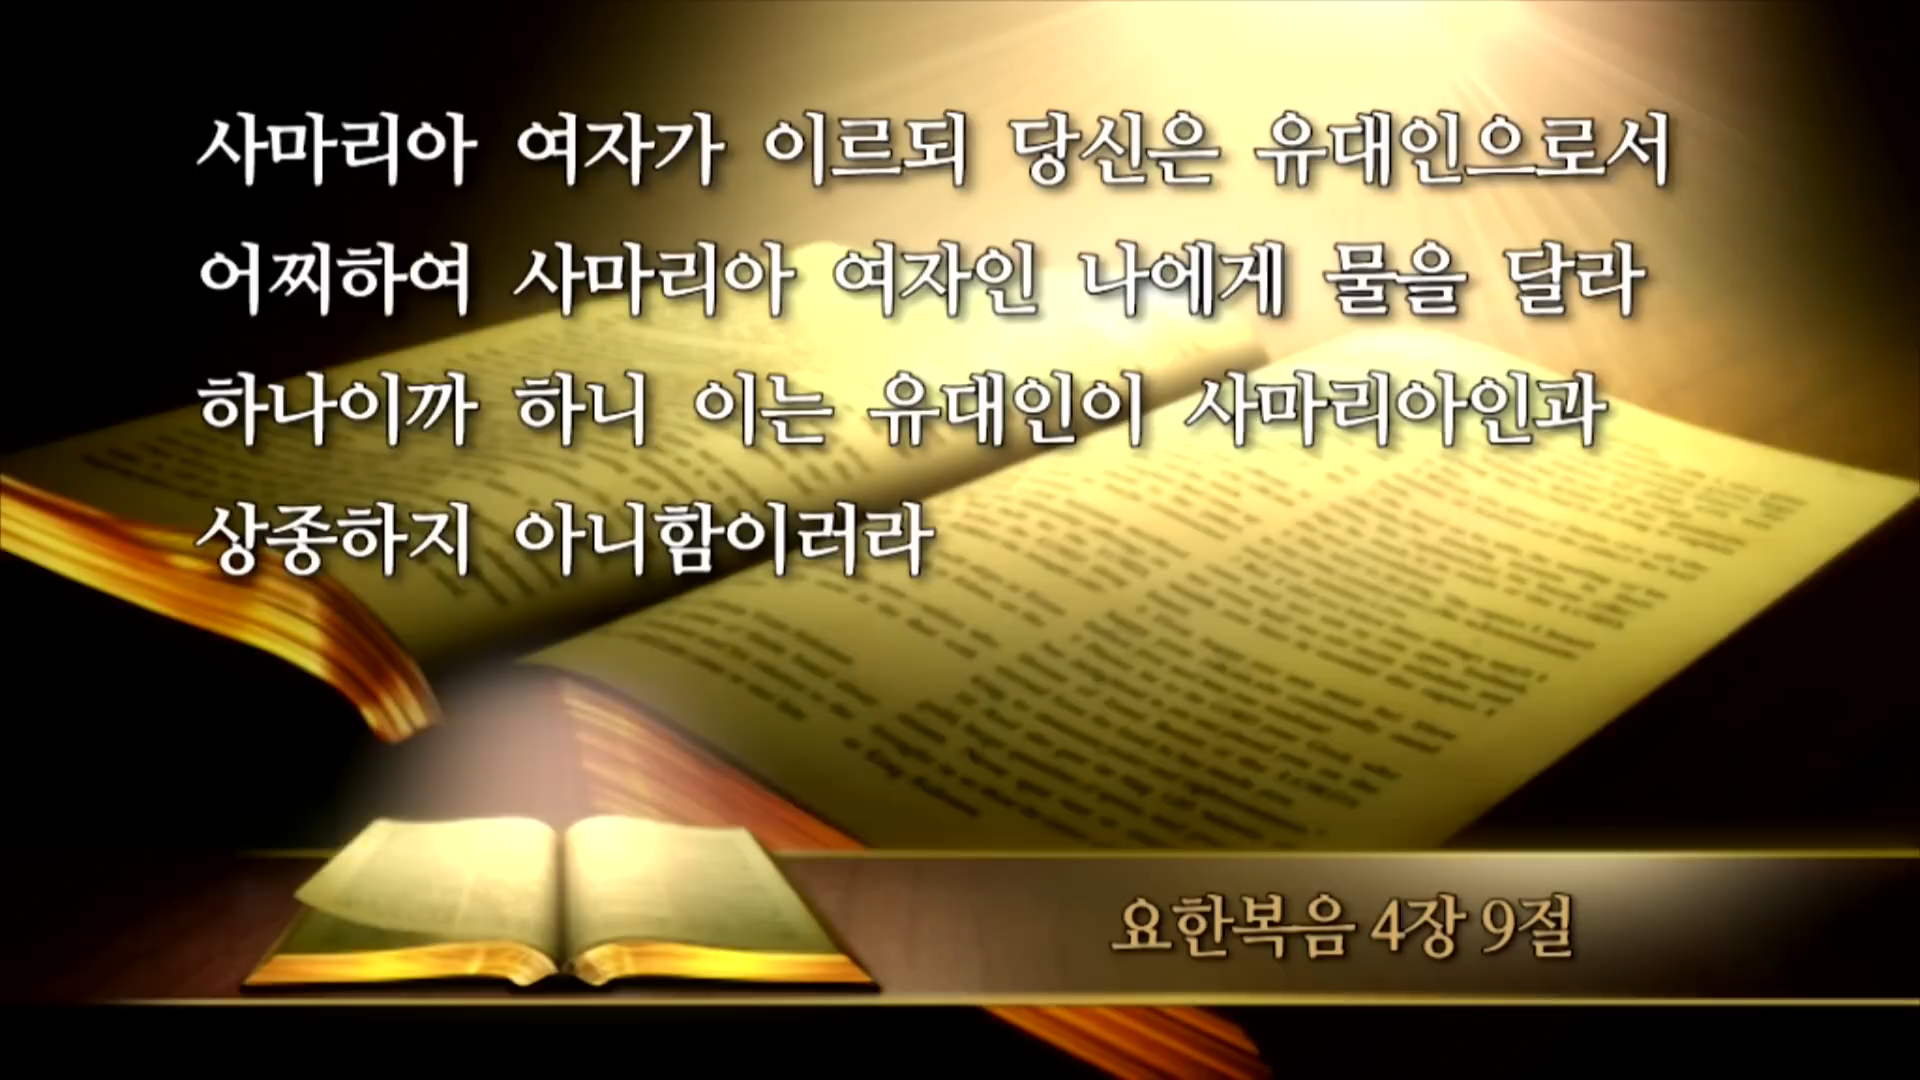 사마리아 여자가 이르되 당신은 유대인으로서
어찌하여 사마리아 여자인 나에게 물을 달라
하나이까 하니 이는 유대인이 사마리아인과
상종하지 아니함이러라
요한복음 4장 9절